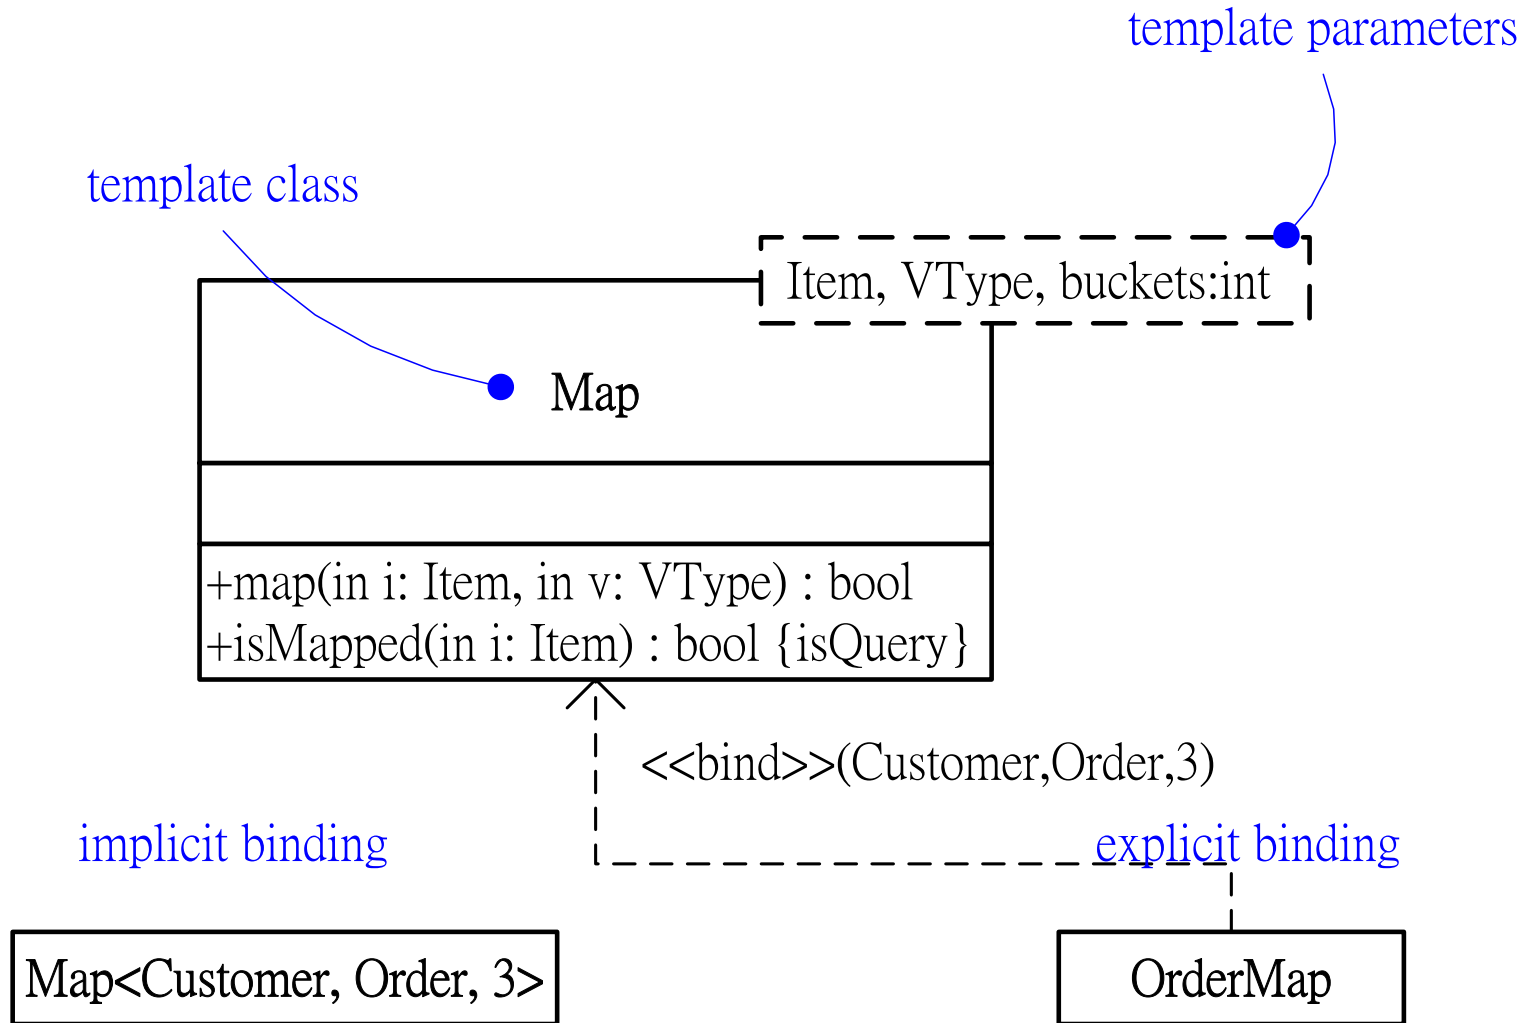 template parameters
template class
Item, VType, buckets:int
Map
+map(in i: Item, in v: VType) : bool
+isMapped(in i: Item) : bool {isQuery}
<<bind>>(Customer,Order,3)
implicit binding
explicit binding
Map<Customer, Order, 3>
OrderMap